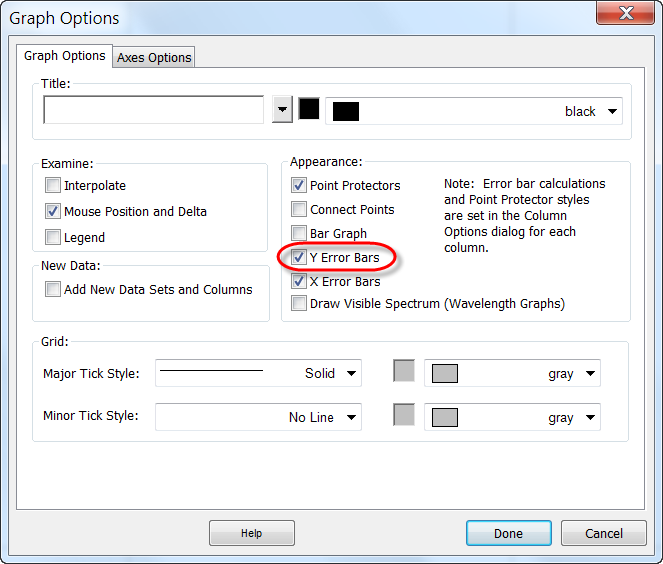 Graph Options
Graph Options
Axes Options
Title:
black
Examine:
Interpolate
Mouse Position and Delta
Legend
New Data:
Add New Data Sets and Columns
Appearance:
Point Protectors
Connect Points
Bar Graph
Y Error Bars
X Error Bars
Draw Visible Spectrum (Wavelength Graphs)
Note: Error bar calculations
and Point Protector styles
are set in the Column
Options dialog for each
column.
Grid:
Major Tick Style:
Solid
gray
Minor Tick Style:
No Line
gray
Help
Done
Cancel